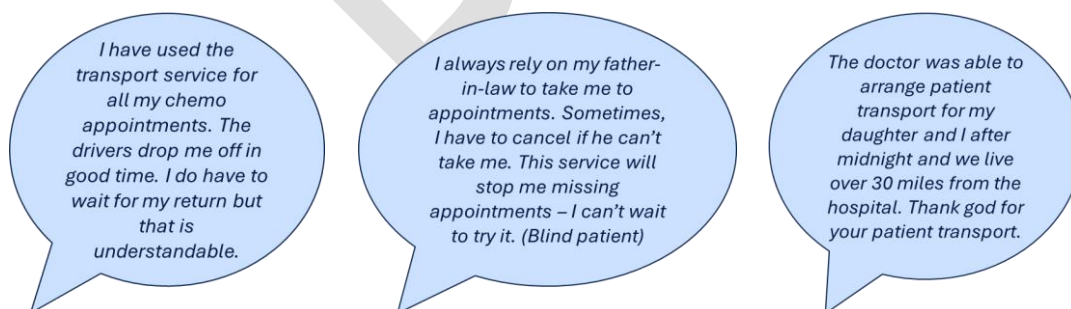 I have used the
transport service for
all my chemo
appointments. The
drivers drop me off in
good time. I do have to
wait for my return but
that is
understandable.
I always rely on my father-
in-law to take me to
appointments. Sometimes,
I have to cancel if he can't
take me. This service will
stop me missing
appointments – I can't wait
to try it. (Blind patient)
The doctor was able to
arrange patient
transport for my
daughter and I after
midnight and we live
over 30 miles from the
hospital. Thank god for
your patient transport.